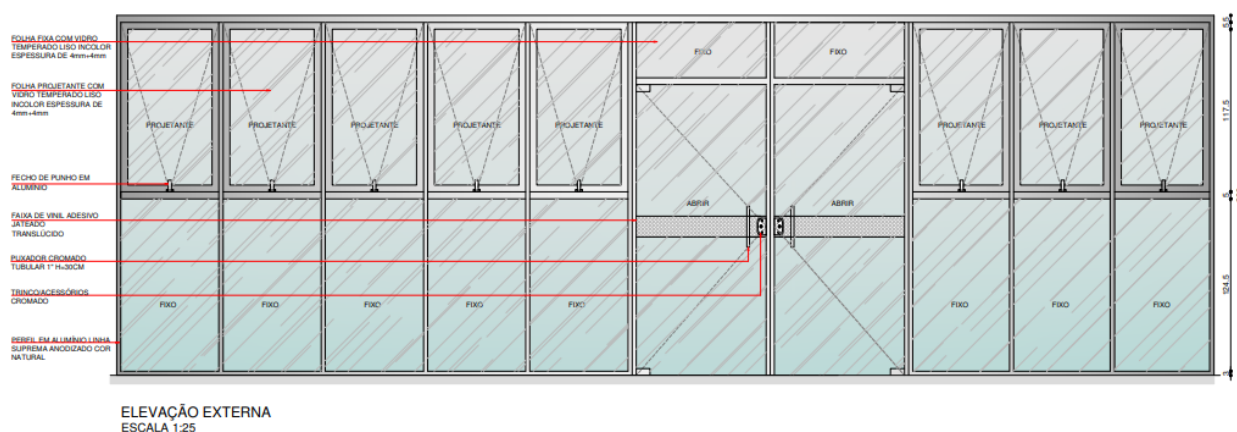 FOLHA FIXA COM VIDRO
TEMPERADO LISO INCOLOR
ESPESSURA DE 4mm+4mm
FOLHA PROJETANTE COM
VIDRO TEMPERADO LISO
INCOLOR ESPESSURA DE
4mm+4mm
FECHO DE PUNHO EM
ALUMÍNIO
FAIXA DE VINIL ADESIVO
JATEADO
TRANSLÚCIDO
PUXADOR CROMADO
TUBULAR 1" H=30CM
TRINCO/ACESSÓRIOS
CROMADO
PERFIL EM ALUMÍNIO LINHA
SUPREMA ANODIZADO COR
NATURAL
FIXO FIXO
PROJETANTE PROJETANTE PROJETANTE PROJETANTE PROJETANTE PROJETANTE PROJETANTE PROJETANTE
ABRIR ABRIR
FIXO FIXO FIXO FIXO FIXO FIXO FIXO FIXO
5.5
117.5
5
124.5
3
ELEVAÇÃO EXTERNA
ESCALA 1:25